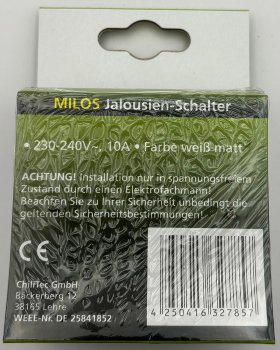 MILOS Jalousien-Schalter
• 230-240V~, 10A • Farbe weiß matt
ACHTUNG! Installation nur in spannungsfreiem
Zustand durch einen Elektrofachmann!
Beachten Sie zu Ihrer Sicherheit unbedingt die
geltenden Sicherheitsbestimmungen!
CE
ChiliTec GmbH
Bäckerberg 12
38165 Lehre
WEEE-Nr. DE 25841852
4 250416 327857